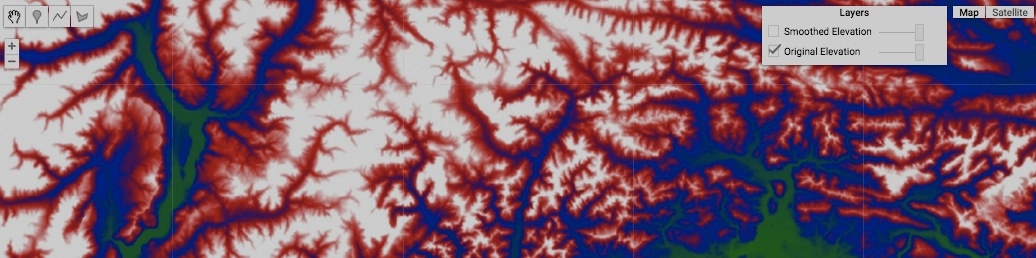 Layers
Smoothed Elevation
Original Elevation
Map Satellite
+
−